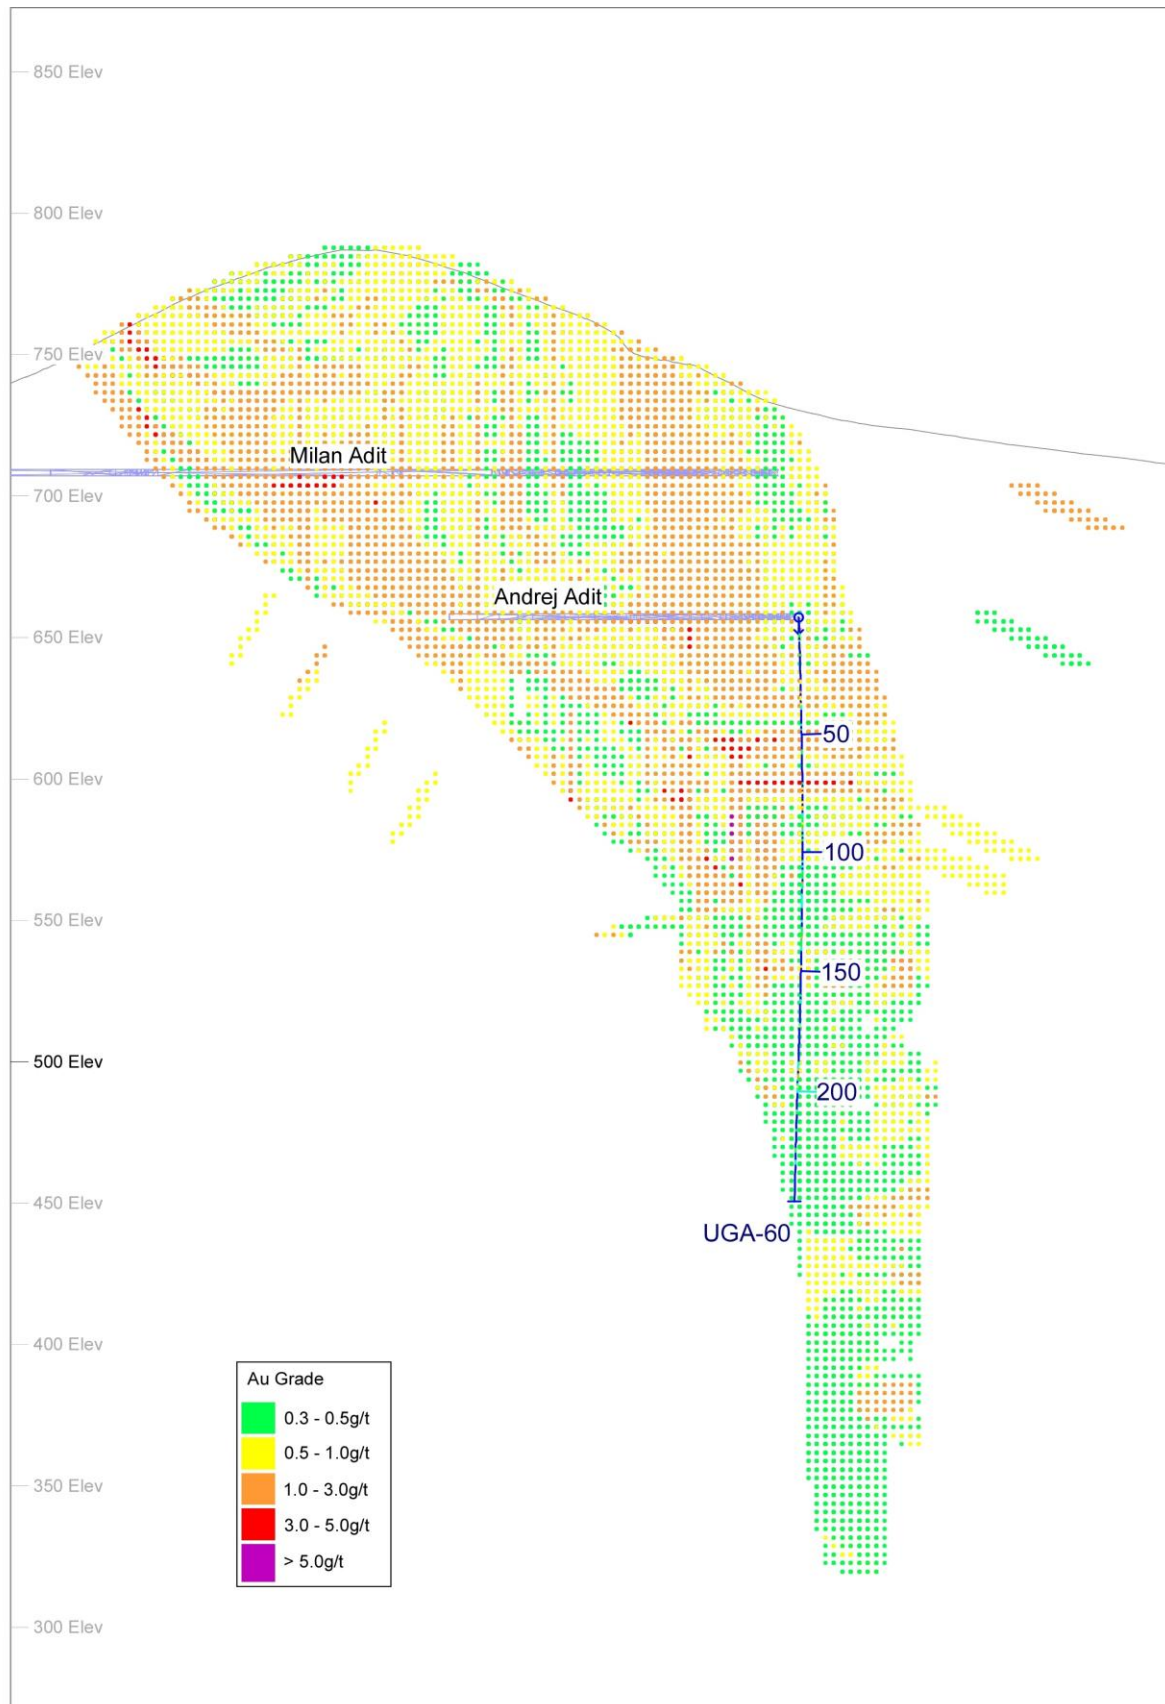 850 Elev
800 Elev
750 Elev
Milan Adit
700 Elev
Andrej Adit
650 Elev
50
600 Elev
100
550 Elev
150
500 Elev
200
450 Elev
UGA-60
400 Elev
Au Grade
0.3 - 0.5g/t
0.5 - 1.0g/t
1.0 - 3.0g/t
3.0 - 5.0g/t
> 5.0g/t
350 Elev
300 Elev